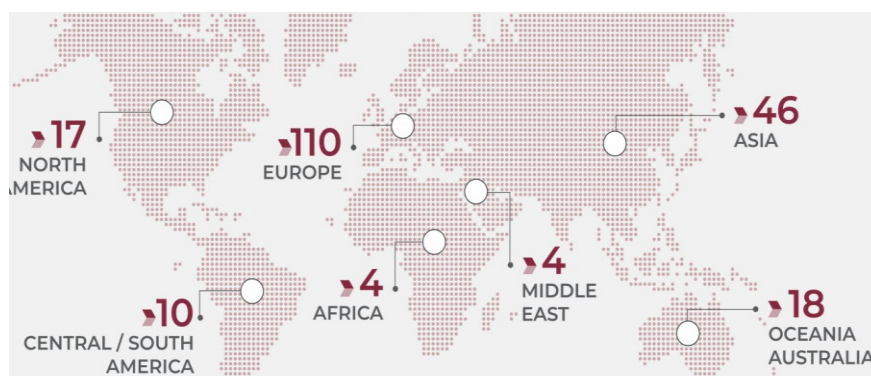 17
NORTH
AMERICA
110
EUROPE
46
ASIA
10
CENTRAL / SOUTH
AMERICA
4
AFRICA
4
MIDDLE
EAST
18
OCEANIA
AUSTRALIA